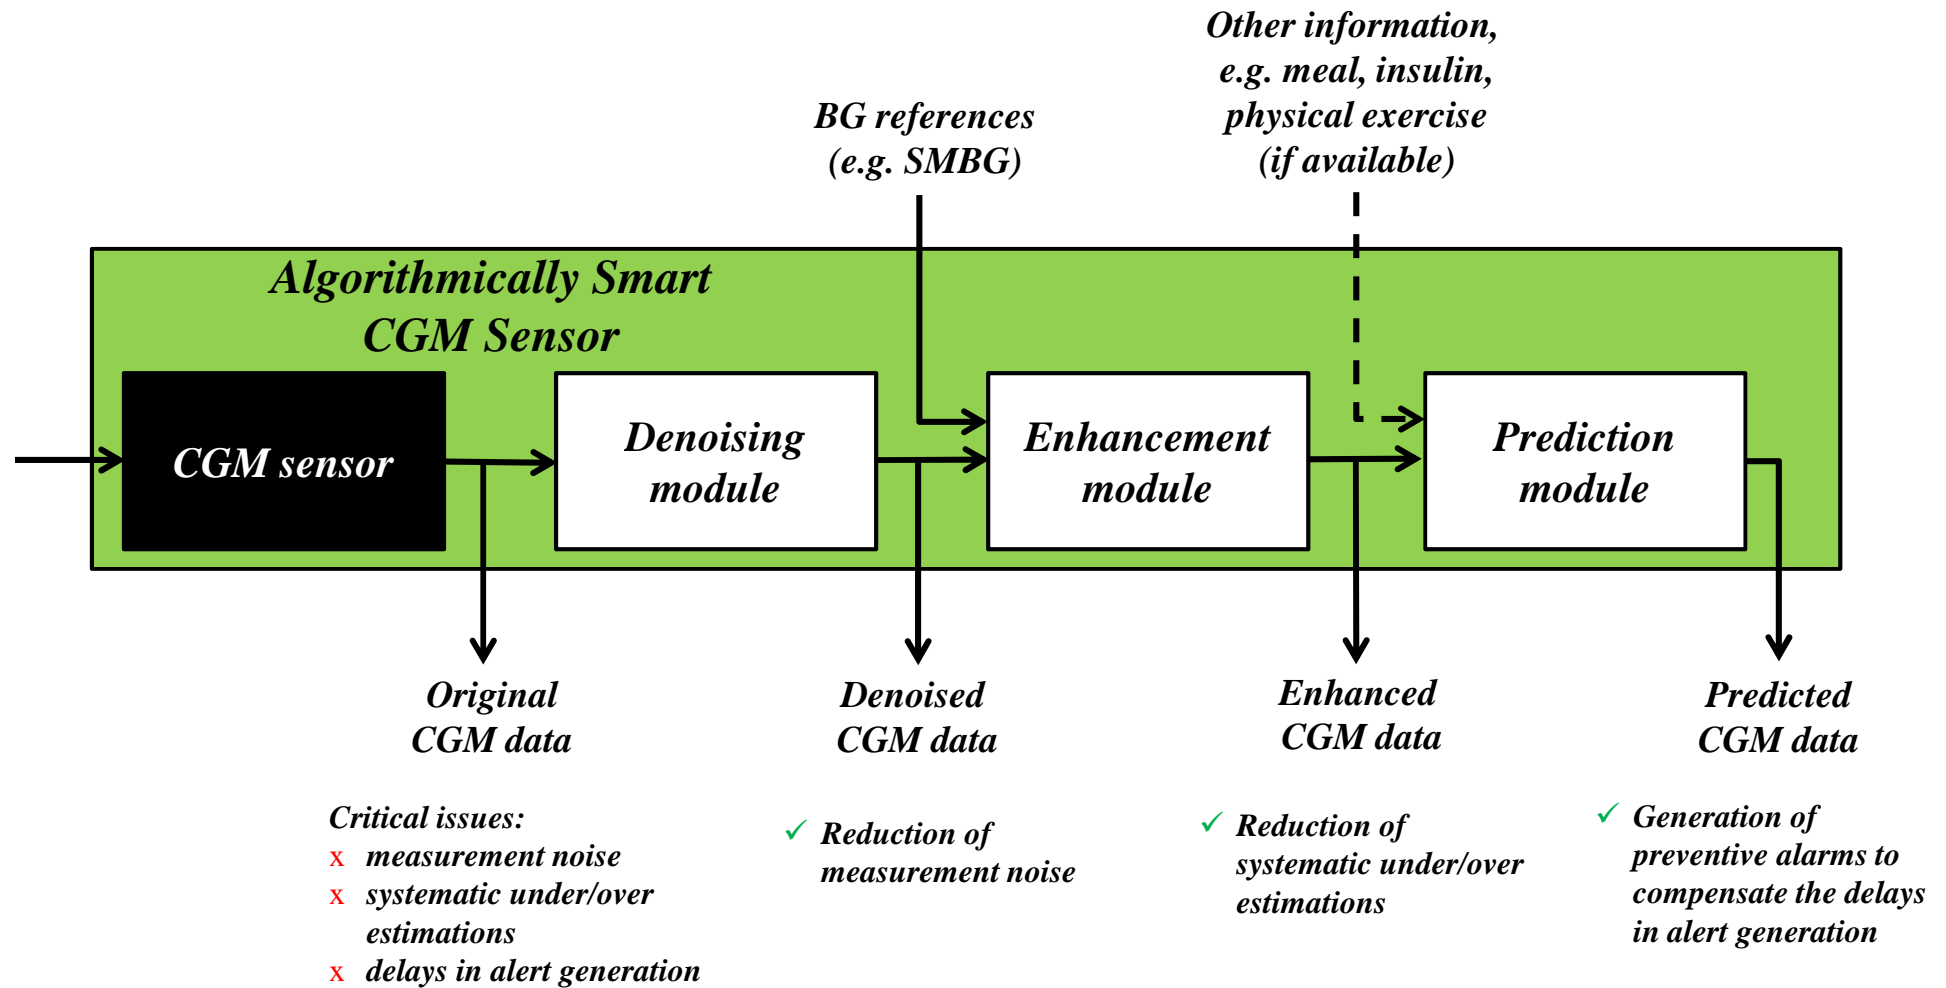 Other information,
e.g. meal, insulin,
physical exercise
(if available)
BG references
(e.g. SMBG)
Algorithmically Smart
CGM Sensor
CGM sensor
Denoising
module
Enhancement
module
Prediction
module
Original
CGM data
Denoised
CGM data
Enhanced
CGM data
Predicted
CGM data
Critical issues:
x measurement noise
x systematic under/over
estimations
x delays in alert generation
✓ Reduction of
measurement noise
✓ Reduction of
systematic under/over
estimations
✓ Generation of
preventive alarms to
compensate the delays
in alert generation